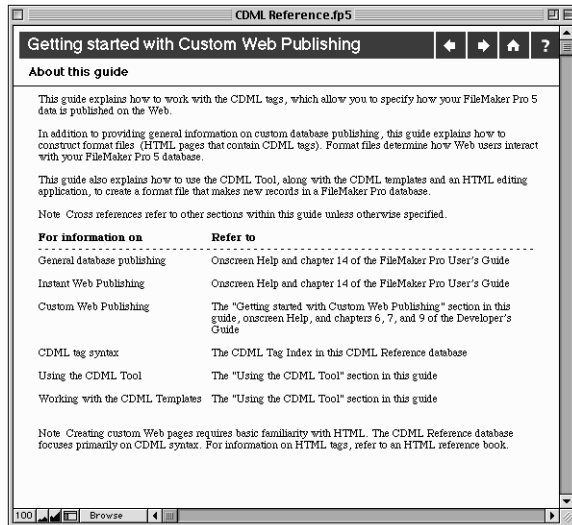 CDML Reference.fp5
Getting started with Custom Web Publishing
?
About this guide
This guide explains how to work with the CDML tags, which allow you to specify how your FileMaker Pro 5
data is published on the Web.
In addition to providing general information on custom database publishing, this guide explains how to
construct format files (HTML pages that contain CDML tags). Format files determine how Web users interact
with your FileMaker Pro 5 database.
This guide also explains how to use the CDML Tool, along with the CDML templates and an HTML editing
application, to create a format file that makes new records in a FileMaker Pro database.
Note Cross references refer to other sections within this guide unless otherwise specified.
For information on Refer to
General database publishing Onscreen Help and chapter 14 of the FileMaker Pro User's Guide
Instant Web Publishing Onscreen Help and chapter 14 of the FileMaker Pro User's Guide
Custom Web Publishing The "Getting started with Custom Web Publishing" section in this
guide, onscreen Help, and chapters 6, 7, and 9 of the Developer's
Guide
CDML tag syntax The CDML Tag Index in this CDML Reference database
Using the CDML Tool The "Using the CDML Tool" section in this guide
Working with the CDML Templates The "Using the CDML Tool" section in this guide
Note Creating custom Web pages requires basic familiarity with HTML. The CDML Reference database
focuses primarily on CDML syntax. For information on HTML tags, refer to an HTML reference book.
100 Browse